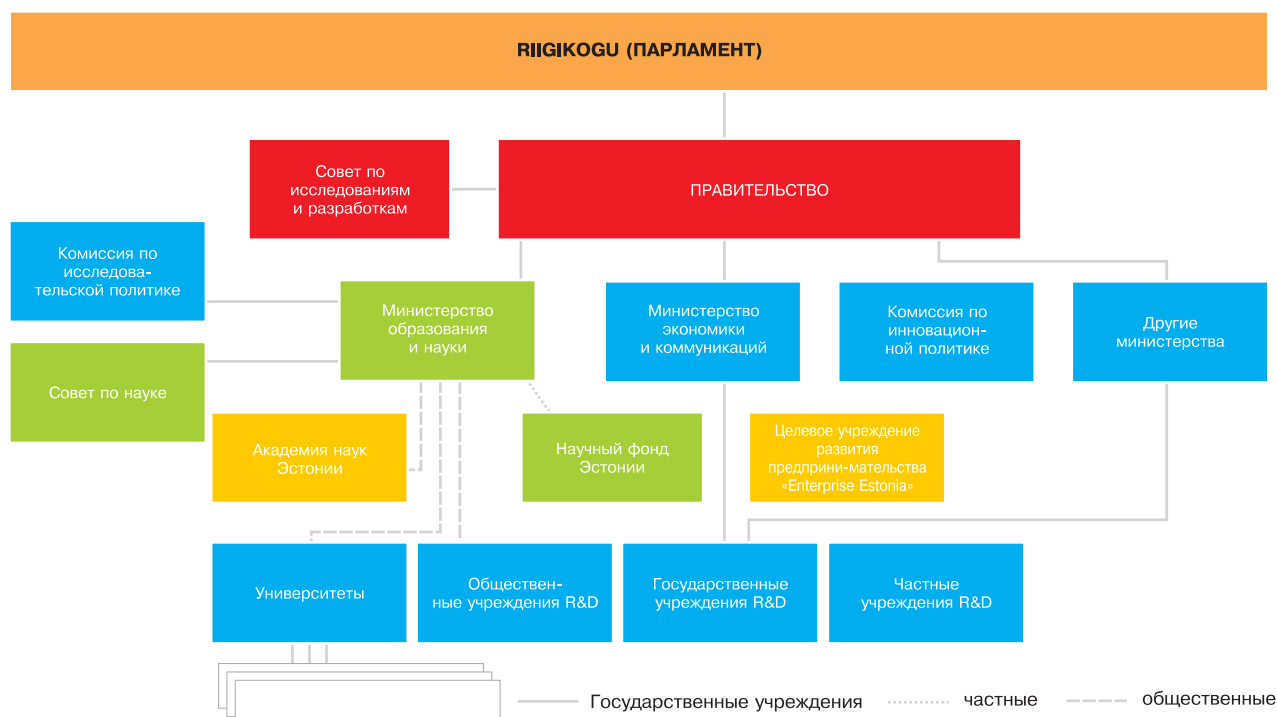 RIIGIKOGU (ПАРЛАМЕНТ)
Совет по
исследованиям
и разработкам
ПРАВИТЕЛЬСТВО
Комиссия по
исследова-
тельской политике
Министерство
образования
и науки
Министерство
экономики
и коммуникаций
Комиссия по
инновацион-
ной политике
Другие
министерства
Совет по науке
Академия наук
Эстонии
Научный фонд
Эстонии
Целевое учреждение
развития
предприни-мательства
«Enterprise Estonia»
Университеты
Обществен-
ные учреждения R&D
Государственные
учреждения R&D
Частные
учреждения R&D
Государственные учреждения
частные
общественные